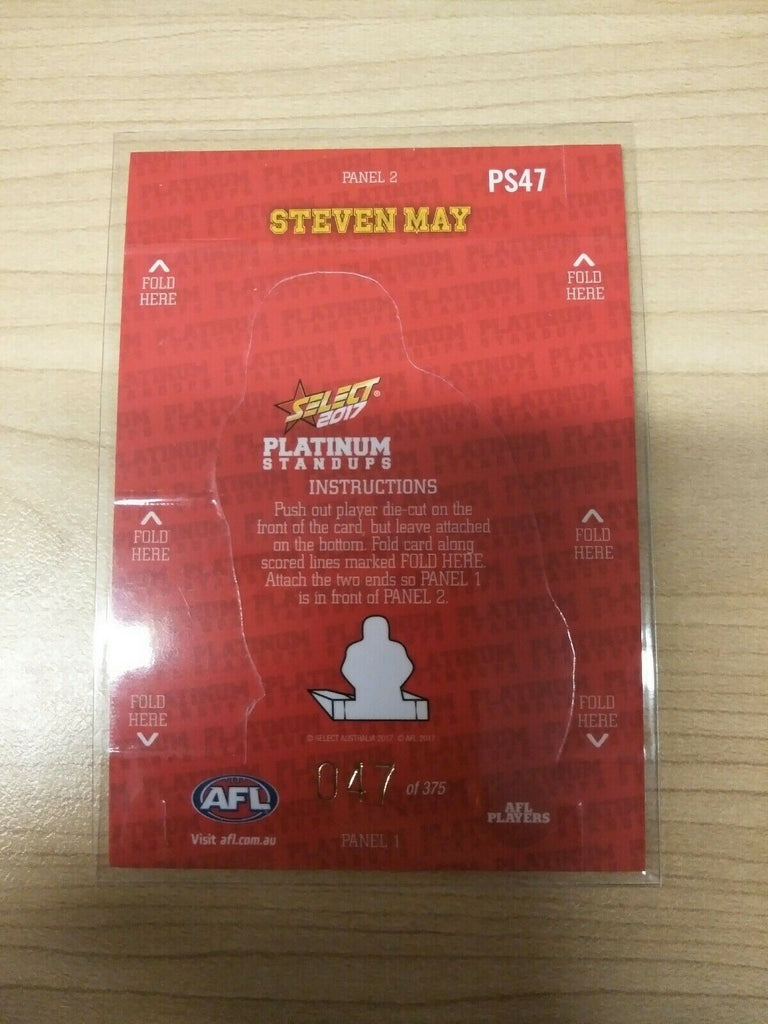 PANEL 2
PS47
STEVEN MAY
FOLD
HERE
FOLD
HERE
SELECT®
2017
PLATINUM
STANDUPS
INSTRUCTIONS
Push out player die-cut on the
front of the card, but leave attached
on the bottom. Fold card along
scored lines marked FOLD HERE.
Attach the two ends so PANEL 1
is in front of PANEL 2.
FOLD
HERE
FOLD
HERE
FOLD
HERE
FOLD
HERE
© SELECT AUSTRALIA 2017 © AFL 2017
AFL
Visit afl.com.au
047 of 375
AFL
PLAYERS
PANEL 1